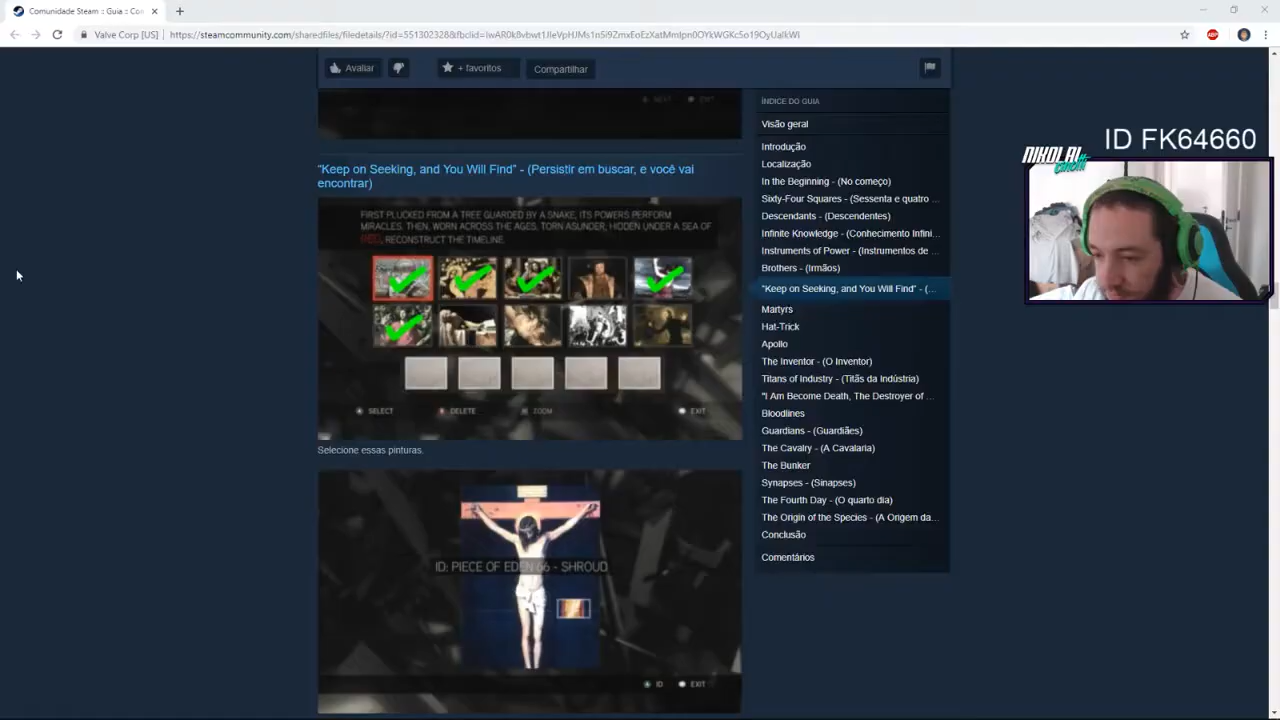 Comunidade Steam :: Guia :: Co
Valve Corp [US]
https://steamcommunity.com/sharedfiles/filedetails/?id=551302328&fbclid=
ABP
Avaliar
+ favoritos
Compartilhar
NEXT
EXIT
"Keep on Seeking, and You Will Find" - (Persistir em buscar, e você vai
encontrar)
FIRST PLUCKED FROM A TREE GUARDED BY A SNAKE, ITS POWERS PERFORM
MIRACLES. THEN, WORN ACROSS THE AGES, TORN ASUNDER, HIDDEN UNDER A SEA OF
RED, RECONSTRUCT THE TIMELINE.
SELECT
DELETE
ZOOM
EXIT
Selecione essas pinturas.
ID: PIECE OF EDEN 66 - SHROUD
ID
EXIT
ÍNDICE DO GUIA
Visão geral
Introdução
Localização
In the Beginning - (No começo)
Sixty-Four Squares - (Sessenta e quatro ...
Descendants - (Descendentes)
Infinite Knowledge - (Conhecimento Infini...
Instruments of Power - (Instrumentos de ...
Brothers - (Irmãos)
"Keep on Seeking, and You Will Find" - (...
Martyrs
Hat-Trick
Apollo
The Inventor - (O Inventor)
Titans of Industry - (Titãs da Indústria)
"I Am Become Death, The Destroyer of ...
Bloodlines
Guardians - (Guardiães)
The Cavalry - (A Cavalaria)
The Bunker
Synapses - (Sinapses)
The Fourth Day - (O quarto dia)
The Origin of the Species - (A Origem da...
Conclusão
Comentários
ID FK64660
NIKOLAI